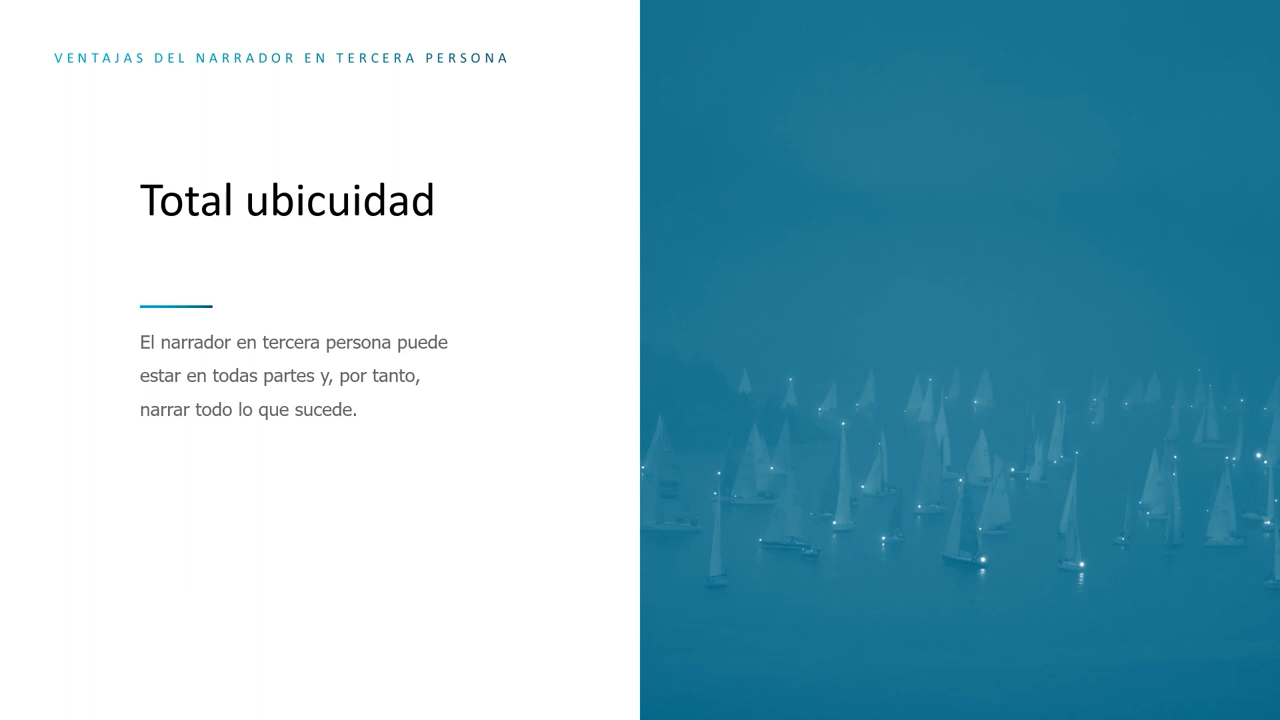 VENTAJAS DEL NARRADOR EN TERCERA PERSONA
Total ubicuidad
El narrador en tercera persona puede
estar en todas partes y, por tanto,
narrar todo lo que sucede.